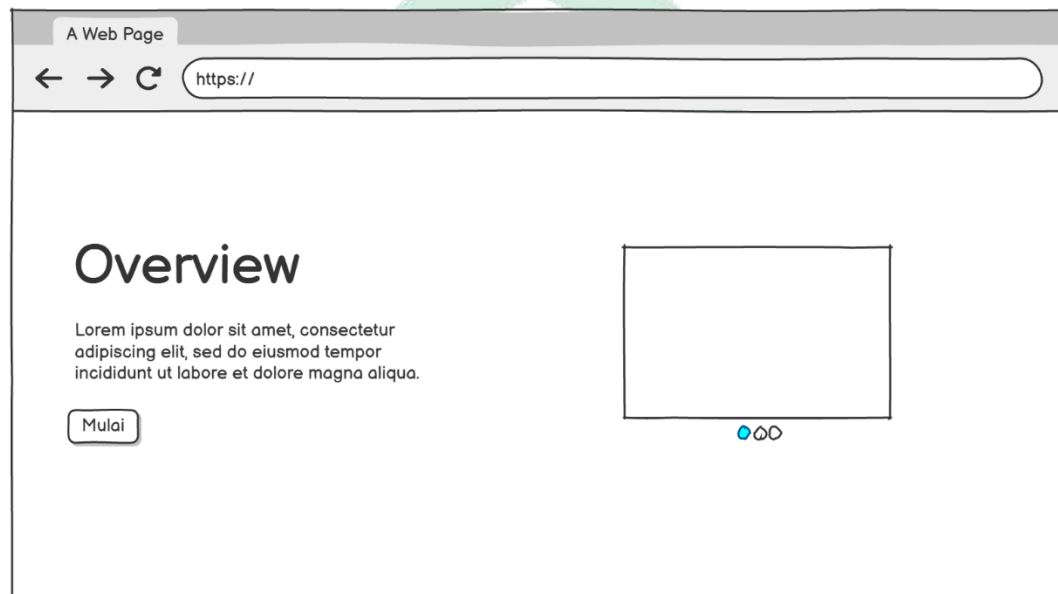 A Web Page
https://
Overview
Lorem ipsum dolor sit amet, consectetur
adipiscing elit, sed do eiusmod tempor
incididunt ut labore et dolore magna aliqua.
Mulai